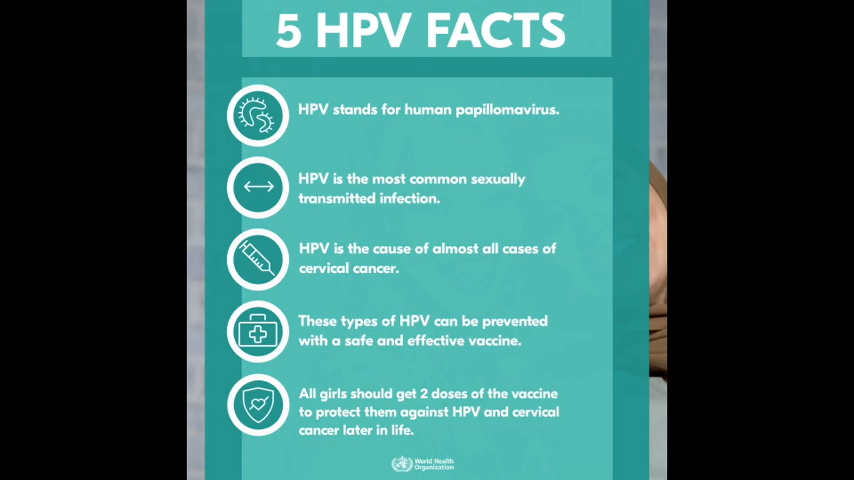 5 HPV FACTS
HPV stands for human papillomavirus.
HPV is the most common sexually
transmitted infection.
HPV is the cause of almost all cases of
cervical cancer.
These types of HPV can be prevented
with a safe and effective vaccine.
All girls should get 2 doses of the vaccine
to protect them against HPV and cervical
cancer later in life.
World Health
Organization